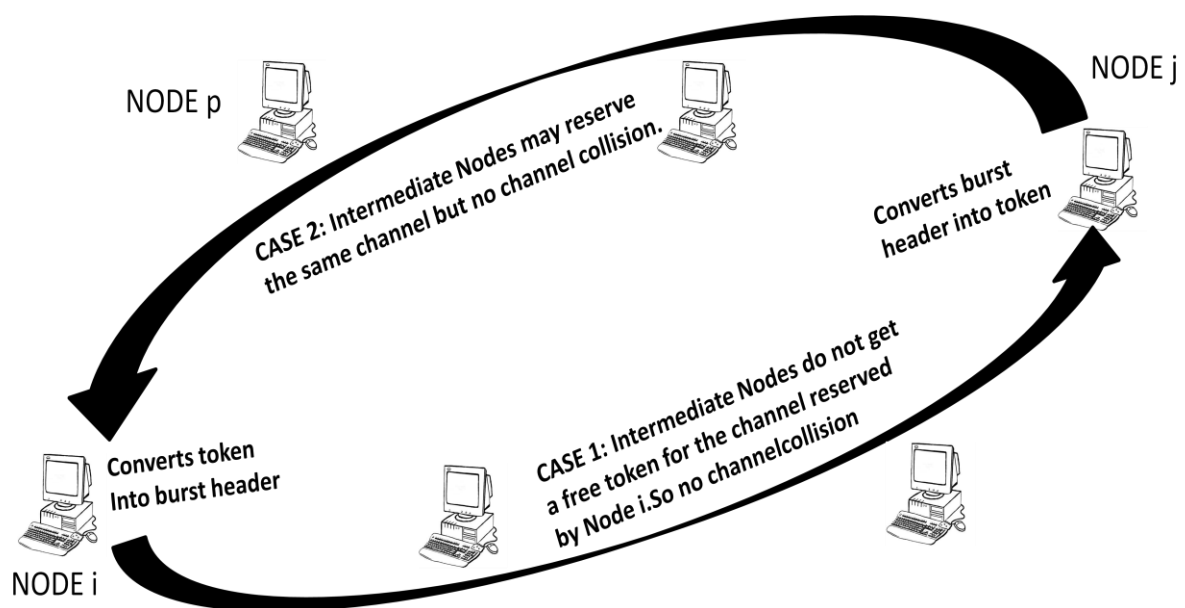 NODE j
NODE p
CASE 2: Intermediate Nodes may reserve
the same channel but no channel collision.
Converts burst
header into token
CASE 1: Intermediate Nodes do not get
a free token for the channel reserved
by Node i.So no channelcollision
Converts token
Into burst header
NODE i